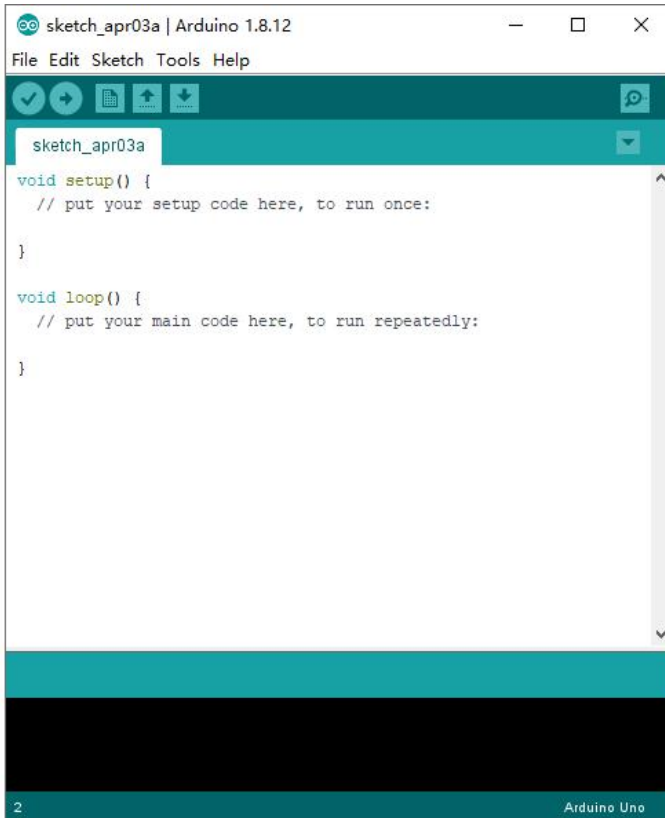 sketch_apr03a | Arduino 1.8.12
File Edit Sketch Tools Help
sketch_apr03a
void setup() {
  // put your setup code here, to run once:
}
void loop() {
  // put your main code here, to run repeatedly:
}
2 Arduino Uno